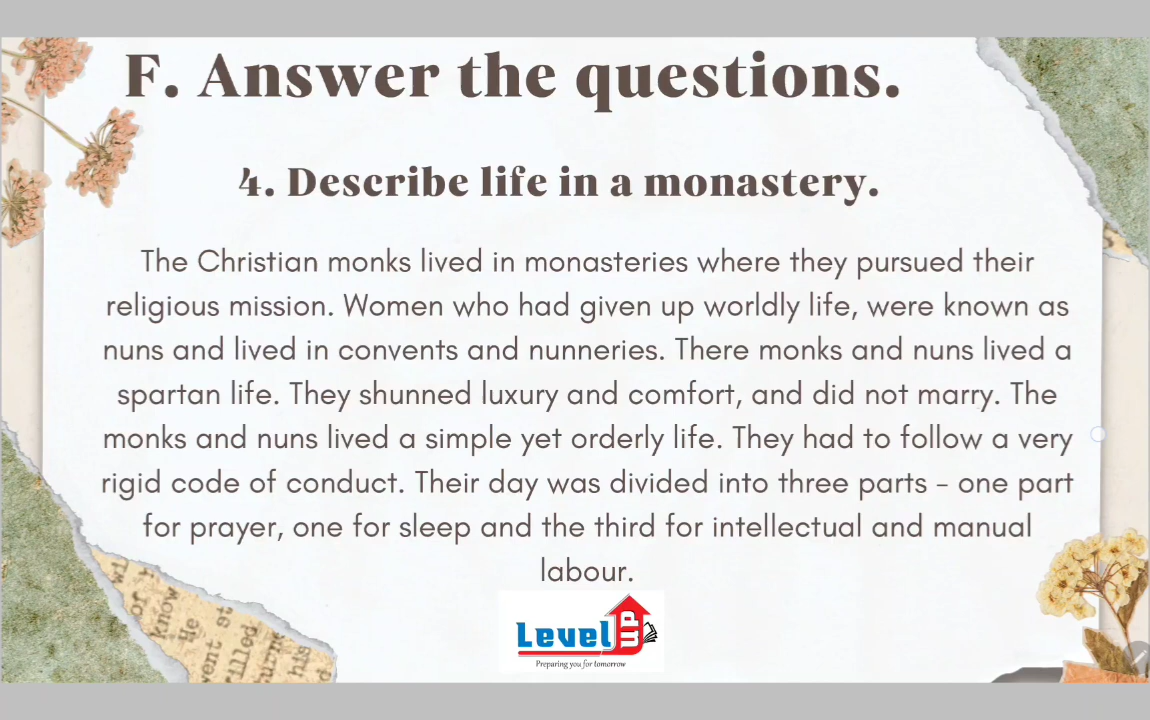 F. Answer the questions.
4. Describe life in a monastery.
The Christian monks lived in monasteries where they pursued their
religious mission. Women who had given up worldly life, were known as
nuns and lived in convents and nunneries. There monks and nuns lived a
spartan life. They shunned luxury and comfort, and did not marry. The
monks and nuns lived a simple yet orderly life. They had to follow a very
rigid code of conduct. Their day was divided into three parts - one part
for prayer, one for sleep and the third for intellectual and manual
labour.
Level UP
Preparing you for tomorrow
know
He